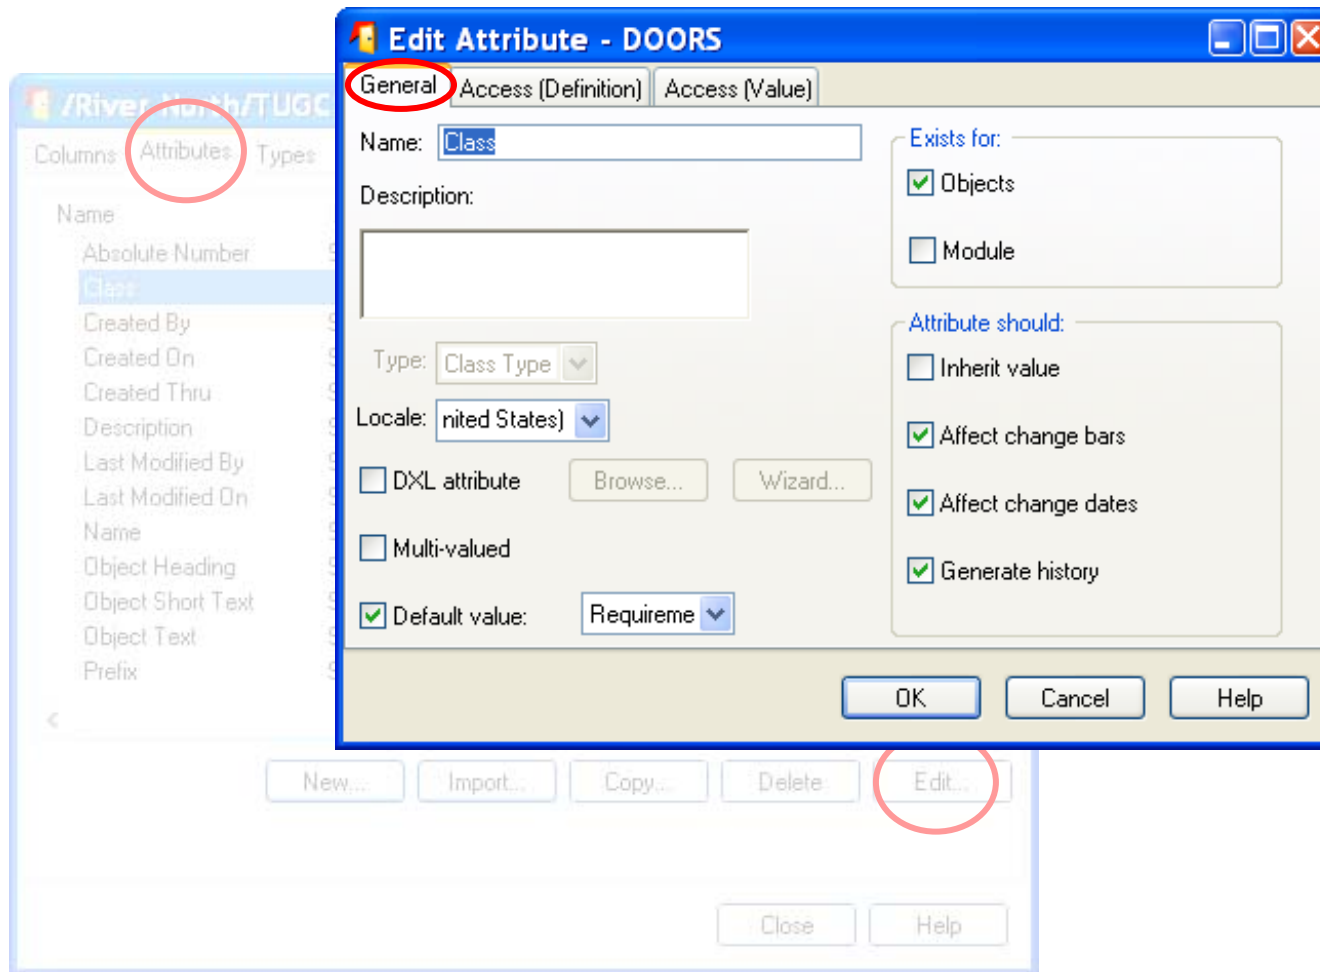 Edit Attribute - DOORS
General Access (Definition) Access (Value)
Name: Class
Description:
Type: Class Type
Locale: nited States)
DXL attribute Browse... Wizard...
Multi-valued
Default value: Requireme
Exists for:
Objects
Module
Attribute should:
Inherit value
Affect change bars
Affect change dates
Generate history
OK Cancel Help
/River North/TUGC
Columns Attributes Types
Name
Absolute Number S
Class
Created By S
Created On S
Created Thru S
Description S
Last Modified By S
Last Modified On S
Name S
Object Heading S
Object Short Text S
Object Text S
Prefix S
New... Import... Copy... Delete Edit...
Close Help